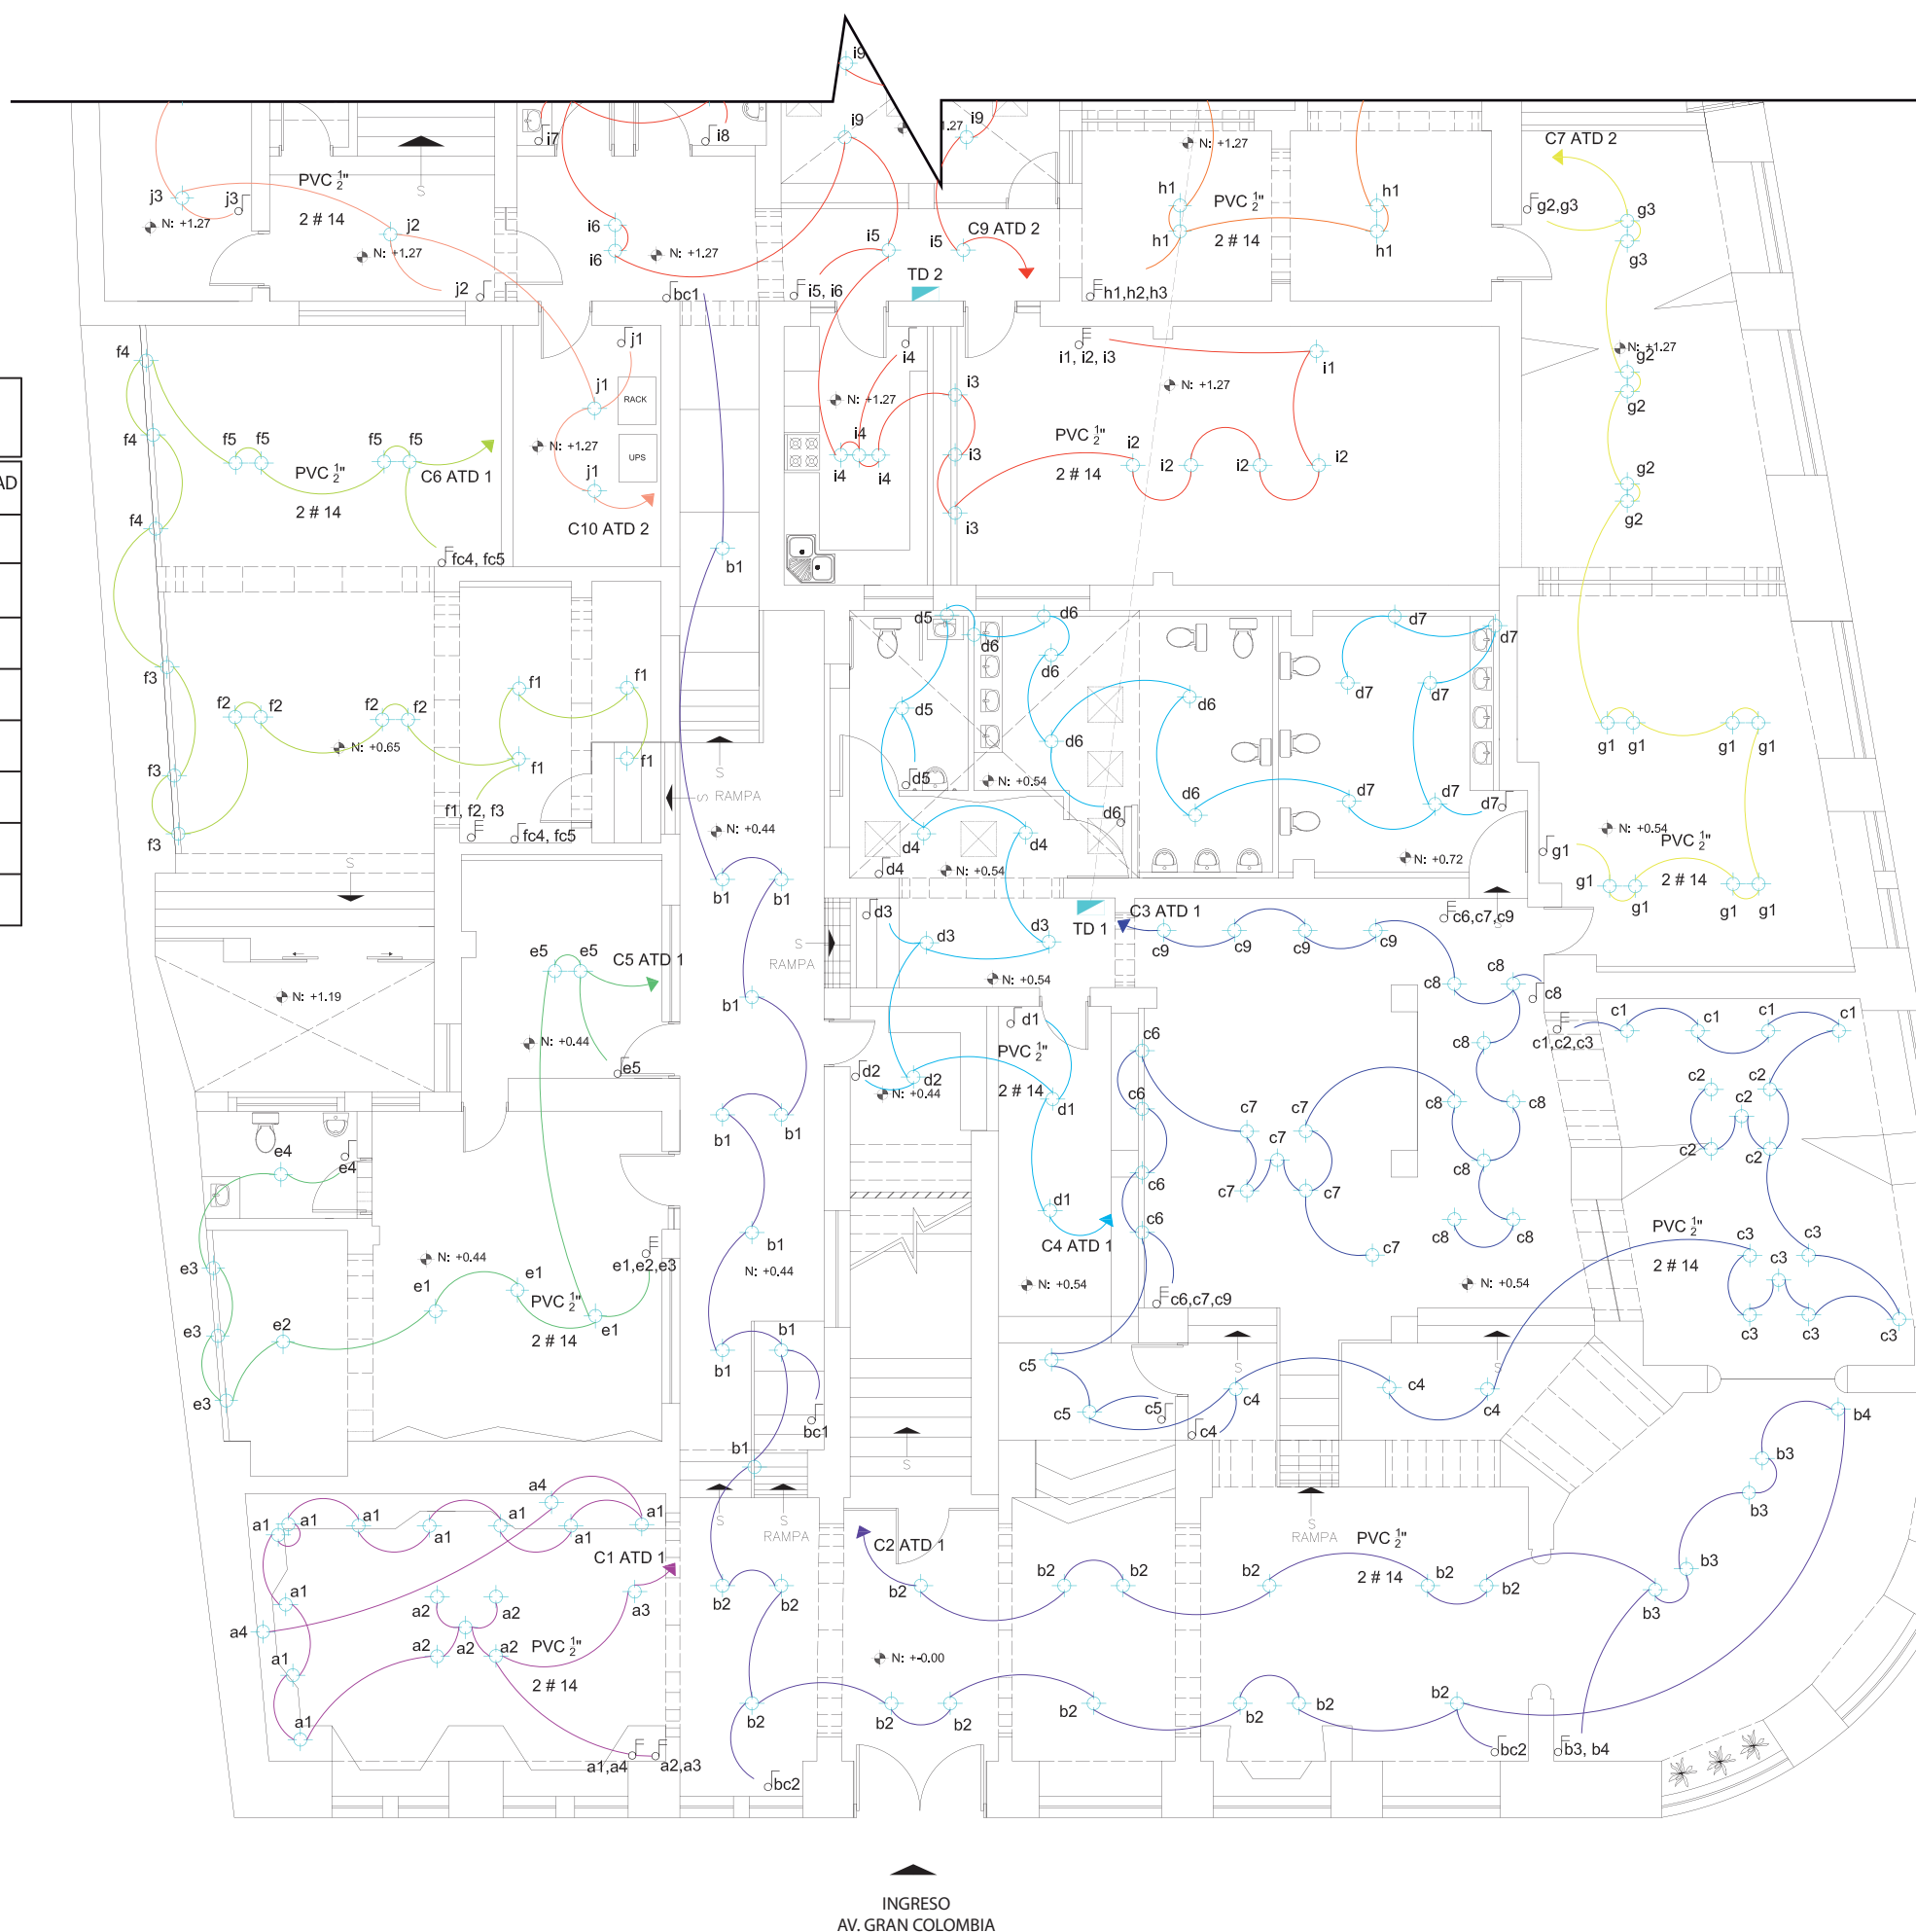 i9
i9
1.27
i9
i7
i8
N: +1.27
C7 ATD 2
PVC 1/2"
2 # 14
S
j3
j3
N: +1.27
j2
N: +1.27
j2
i6
i6
N: +1.27
bc1
i5
i5
C9 ATD 2
TD 2
i5, i6
h1
h1
PVC 1/2"
2 # 14
h1
h1
h1,h2,h3
g2,g3
g3
g3
f4
j1
i4
i1, i2, i3
i1
N: +1.27
g2
g2
j1
RACK
N: +1.27
i3
N: +1.27
AD
f4
f5
f5
PVC 1/2"
2 # 14
f5
f5
C6 ATD 1
N: +1.27
UPS
j1
i4
i4
i4
i3
PVC 1/2"
2 # 14
i2
i2
i2
i2
g2
g2
f4
C10 ATD 2
i3
fc4, fc5
b1
d5
d6
d6
d7
d7
f3
f1
f1
d6
d6
d7
d7
f2
f2
f2
f2
d5
N: +0.65
d6
g1
g1
g1
g1
f1
f1
S
S
RAMPA
d5
N: +0.54
f3
f1, f2, f3
fc4, fc5
N: +0.44
d6
d6
d7
d7
d7
f3
d4
d4
N: +0.54
PVC 1/2"
2 # 14
S
b1
b1
d4
N: +0.54
N: +0.72
g1
g1
g1
g1
g1
d3
d3
d3
TD 1
C3 ATD 1
c9
c9
c9
c9
c6,c7,c9
S
S
RAMPA
e5
e5
C5 ATD 1
N: +0.54
c8
c8
c8
N: +1.19
b1
d1
c1
c1
c1
c1
c1,c2,c3
N: +0.44
e5
PVC 1/2"
2 # 14
c6
c8
d2
d2
N: +0.44
d1
c6
c7
c7
c7
c8
c8
c2
c2
c2
c2
c2
b1
b1
e4
e4
c6
c7
c7
c8
d1
C4 ATD 1
c6
c7
c8
c8
PVC 1/2"
2 # 14
c3
c3
c3
e3
N: +0.44
e1,e2,e3
b1
N: +0.44
N: +0.54
c6,c7,c9
N: +0.54
e1
e1
PVC 1/2"
2 # 14
e1
e3
e2
c3
c3
c3
b1
b1
c5
S
S
e3
c5
c5
c4
c4
c4
c4
bc1
b4
b1
S
b3
b3
a4
S
S
RAMPA
S
RAMPA
a1
a1
a1
a1
a1
a1
a1
C1 ATD 1
C2 ATD 1
PVC 1/2"
2 # 14
a1
a2
a2
a3
b2
b2
b2
b2
b2
b2
b2
b2
b3
b3
a4
a2
a2
a2
PVC 1/2"
2 # 14
N: +-0.00
a1
a1
b2
b2
b2
b2
b2
b2
b2
a1,a4
a2,a3
bc2
bc2
b3, b4
INGRESO
AV. GRAN COLOMBIA